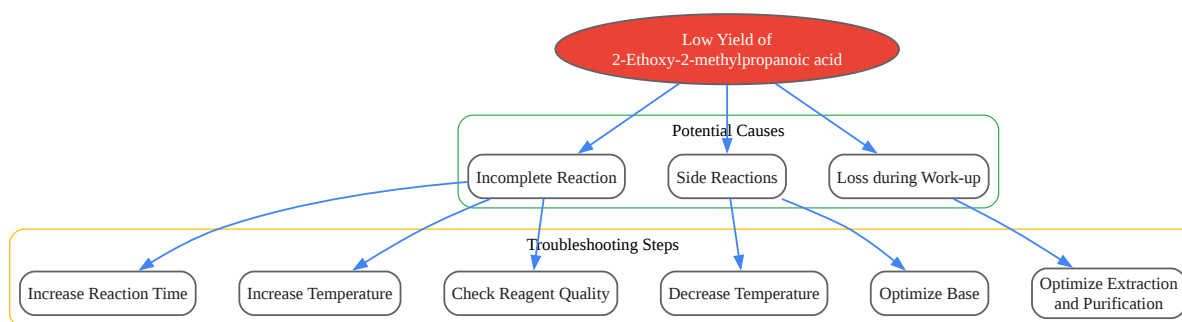 Low Yield of
2-Ethoxy-2-methylpropanoic acid
Potential Causes
Incomplete Reaction
Side Reactions
Loss during Work-up
Troubleshooting Steps
Increase Reaction Time
Increase Temperature
Check Reagent Quality
Decrease Temperature
Optimize Base
Optimize Extraction
and Purification